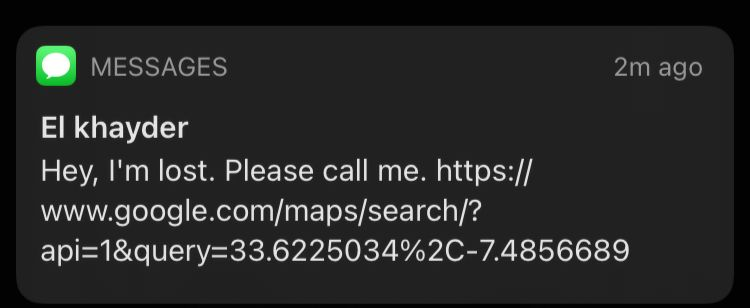 MESSAGES 2m ago
El khayder
Hey, I'm lost. Please call me. https://
www.google.com/maps/search/?
api=1&query=33.6225034%2C-7.4856689